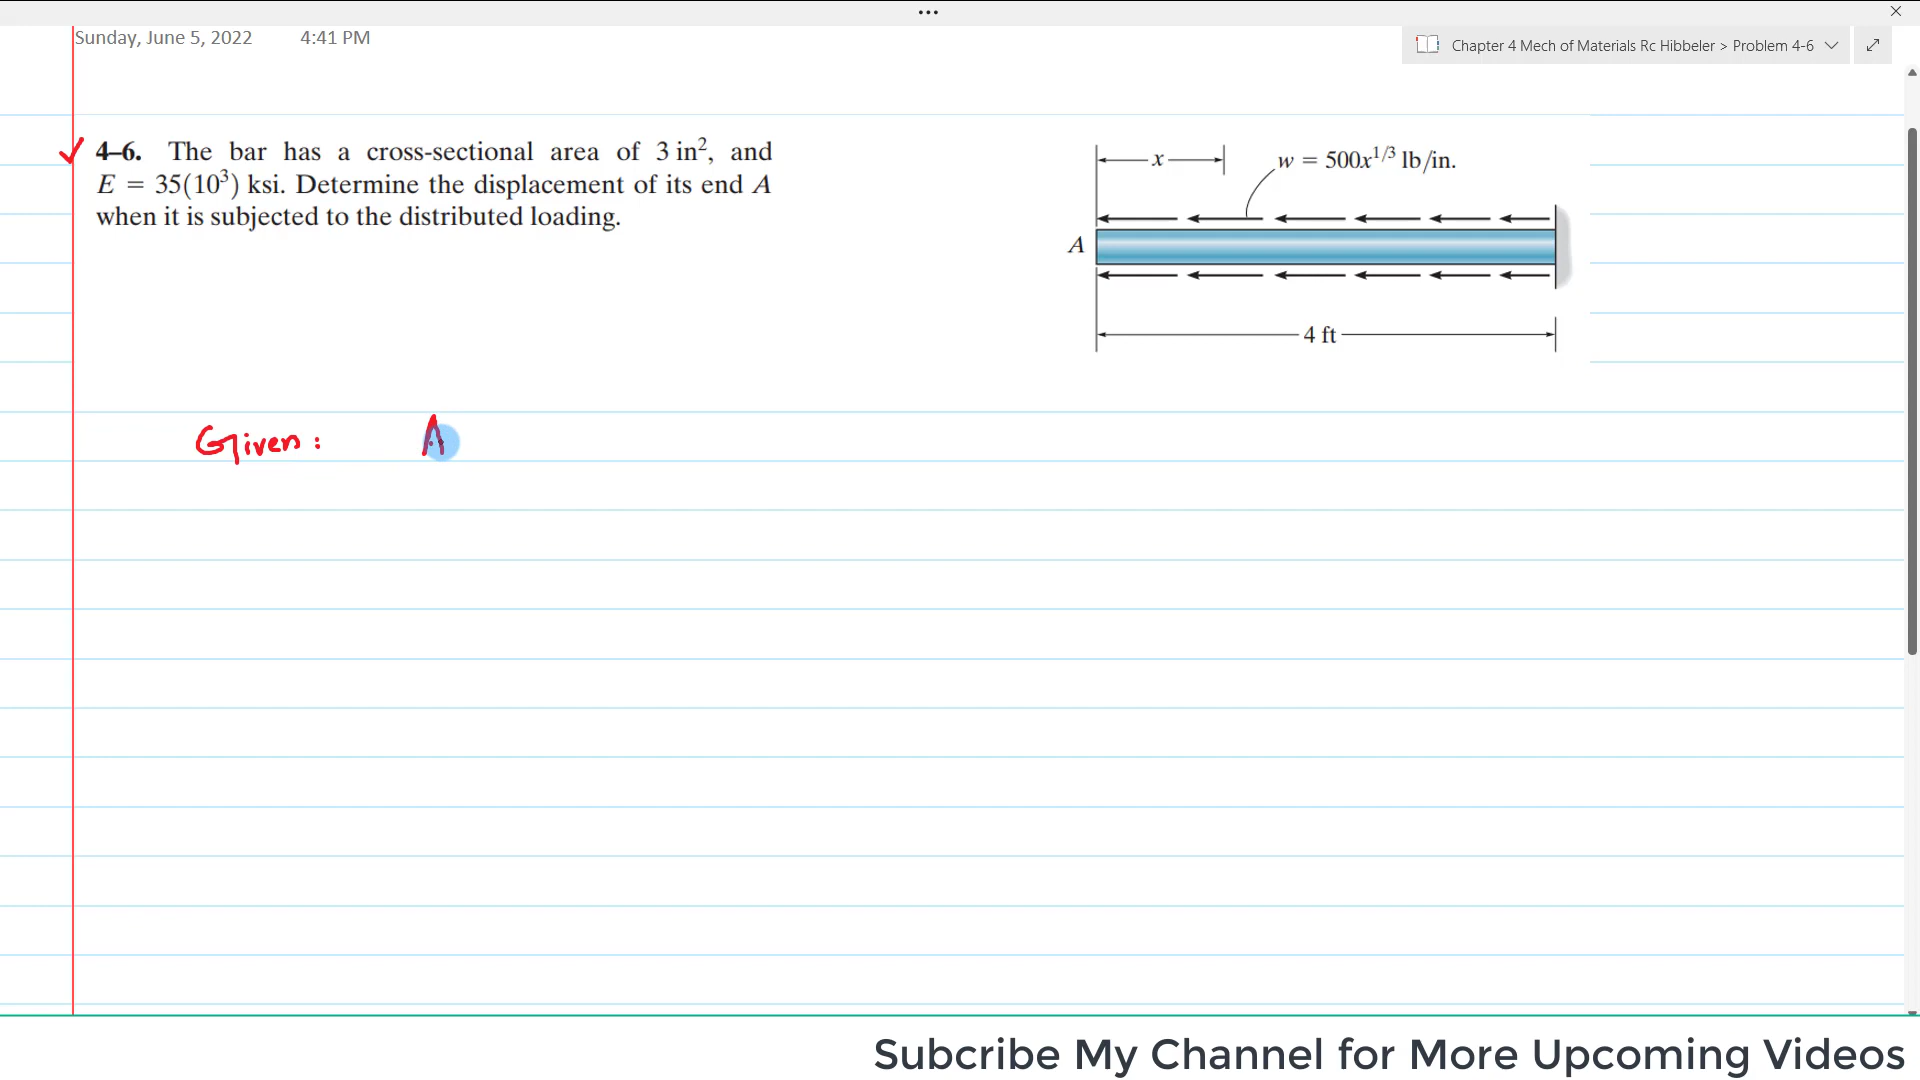 Sunday, June 5, 2022 4:41 PM
Chapter 4 Mech of Materials Rc Hibbeler > Problem 4-6
4–6. The bar has a cross-sectional area of 3 in², and
E = 35(10³) ksi. Determine the displacement of its end A
when it is subjected to the distributed loading.
x
w = 500x^1/3 lb/in.
A
4 ft
Given: A
Subcribe My Channel for More Upcoming Videos